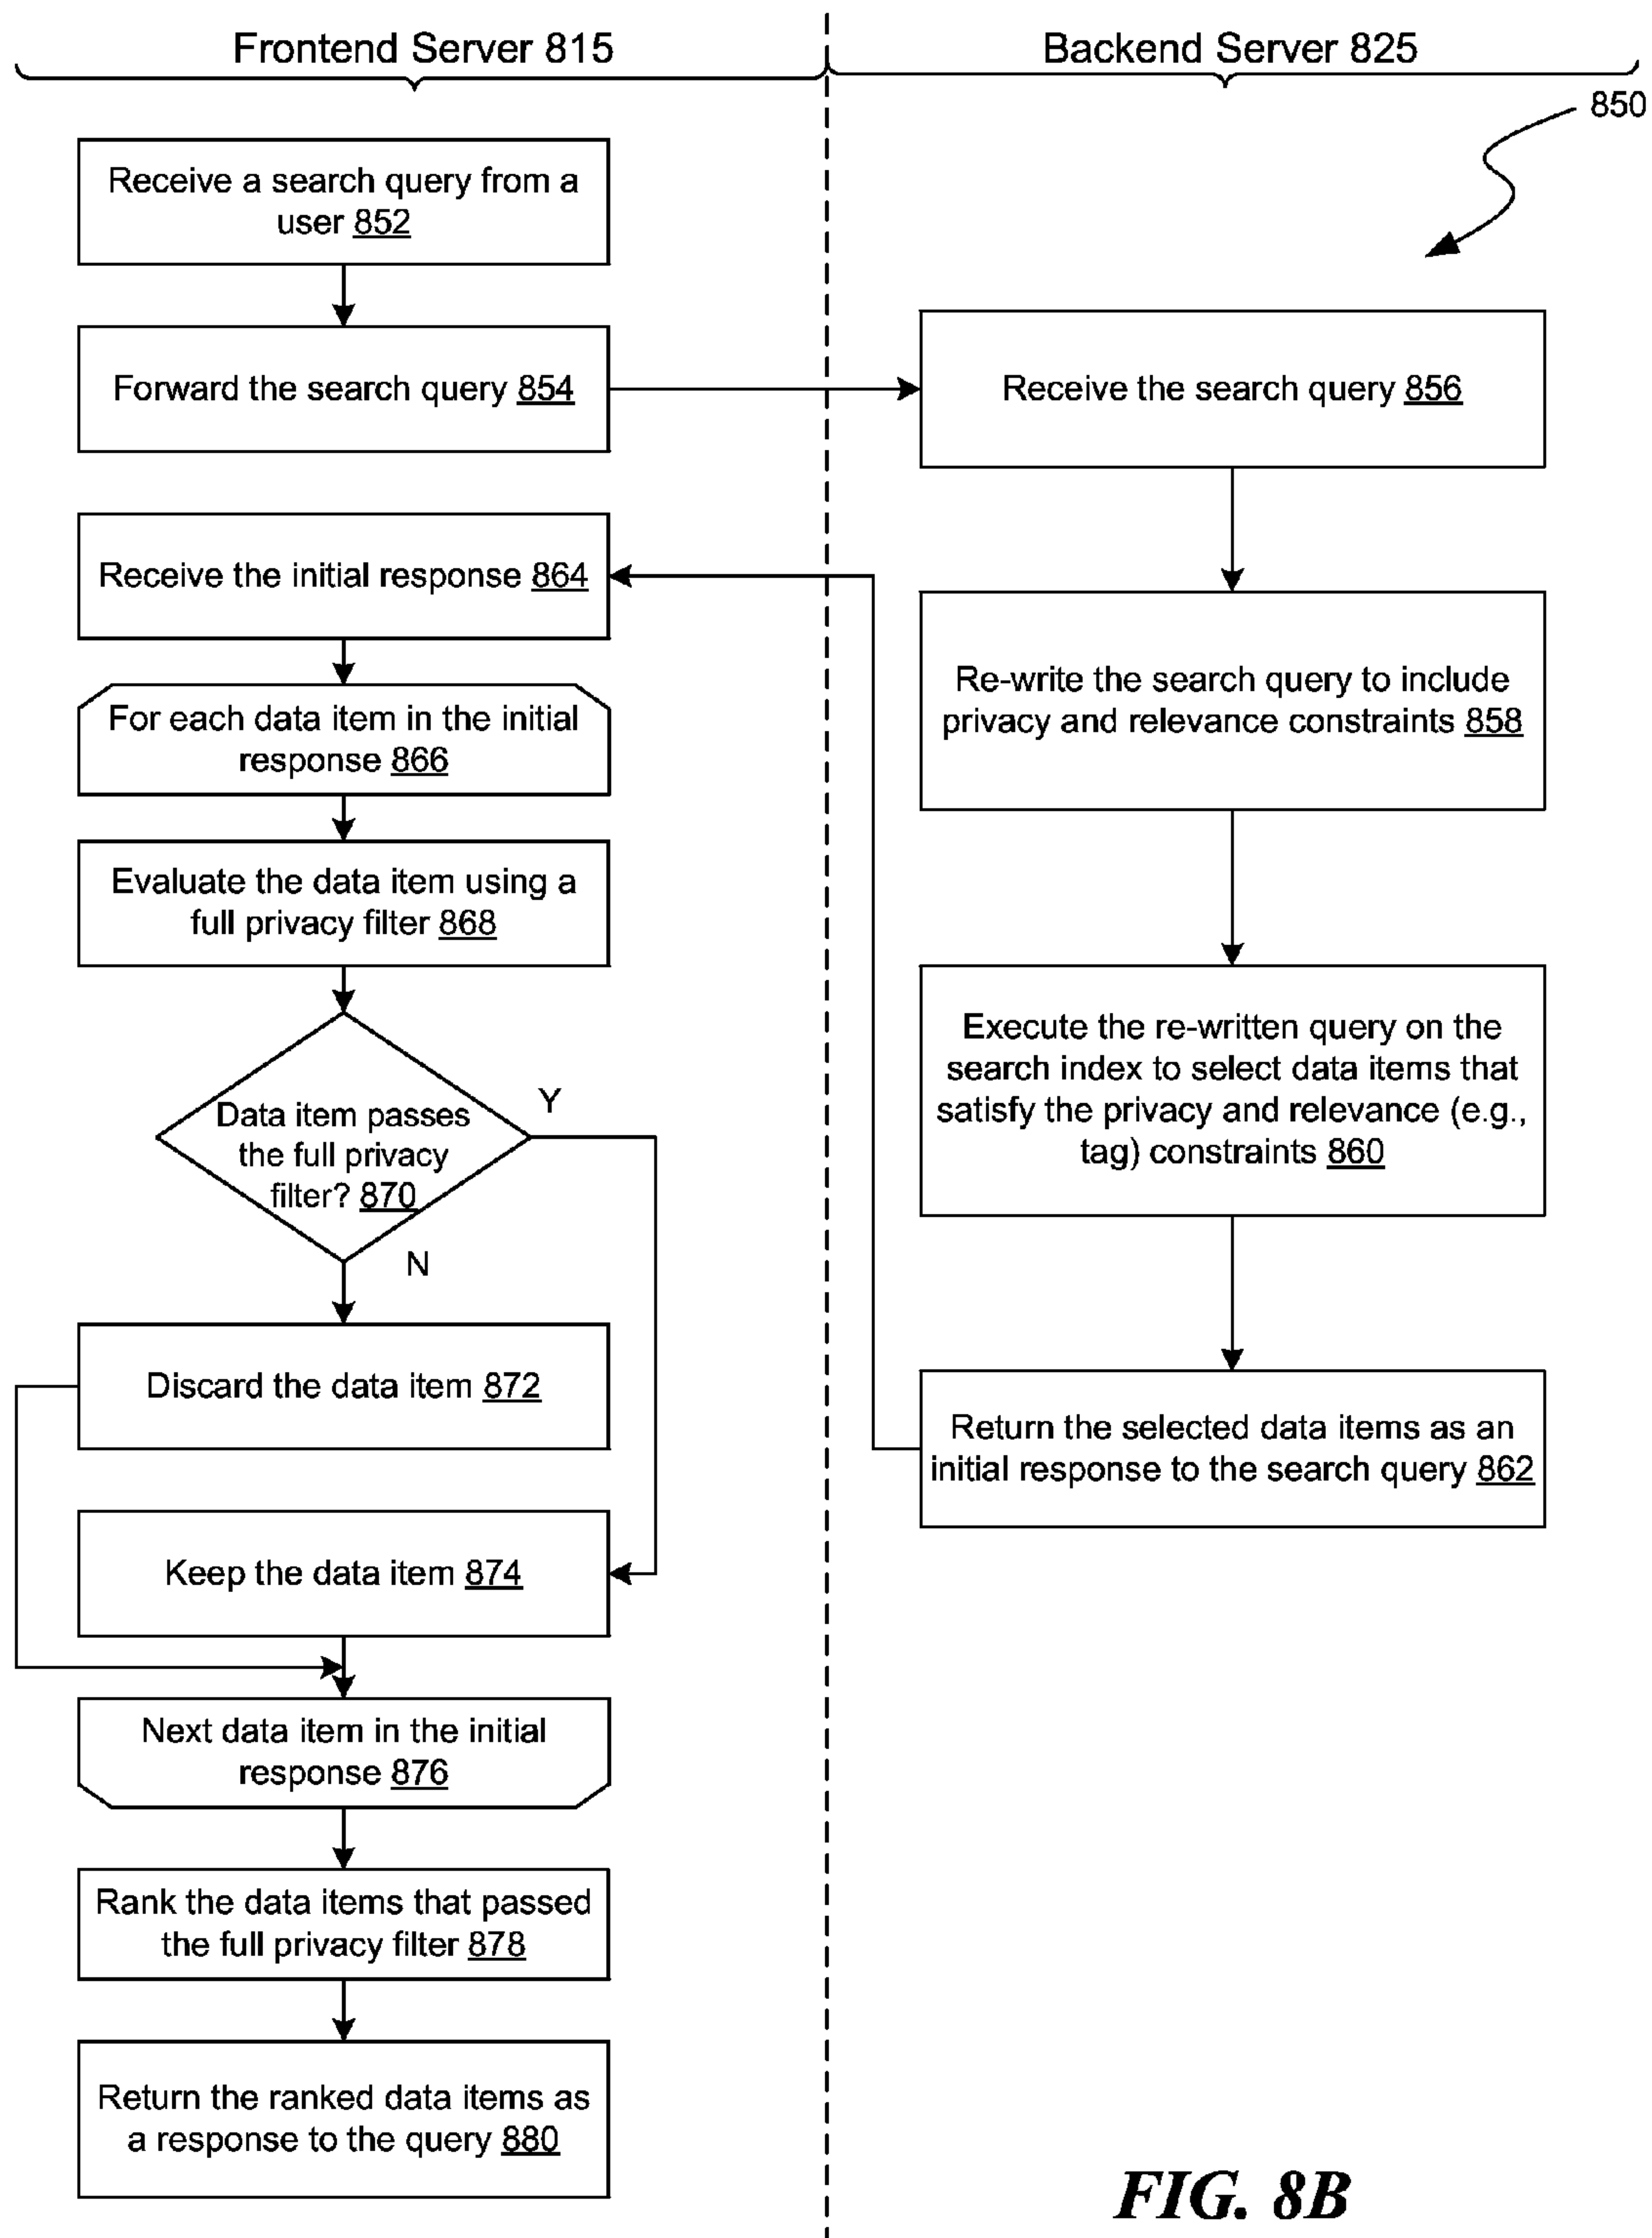 Frontend Server 815
Backend Server 825
850
Receive a search query from a
user 852
Forward the search query 854
Receive the search query 856
Receive the initial response 864
Re-write the search query to include
privacy and relevance constraints 858
For each data item in the initial
response 866
Evaluate the data item using a
full privacy filter 868
Execute the re-written query on the
search index to select data items that
satisfy the privacy and relevance (e.g.,
tag) constraints 860
Data item passes
the full privacy
filter? 870
Y
N
Discard the data item 872
Return the selected data items as an
initial response to the search query 862
Keep the data item 874
Next data item in the initial
response 876
Rank the data items that passed
the full privacy filter 878
Return the ranked data items as
a response to the query 880
FIG. 8B